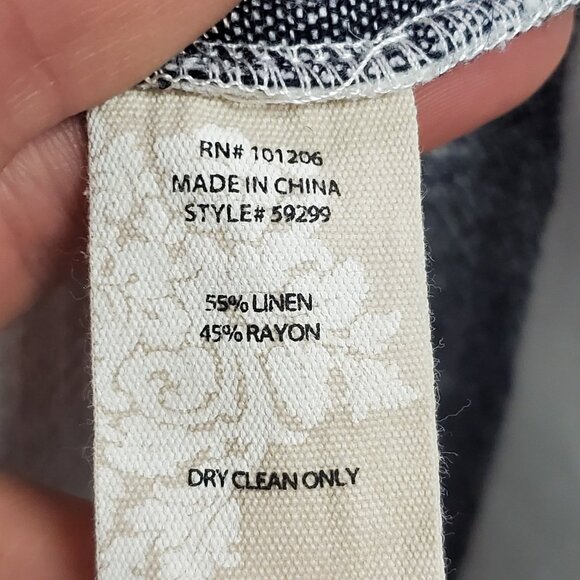 RN# 101206
MADE IN CHINA
STYLE# 59299
55% LINEN
45% RAYON
DRY CLEAN ONLY